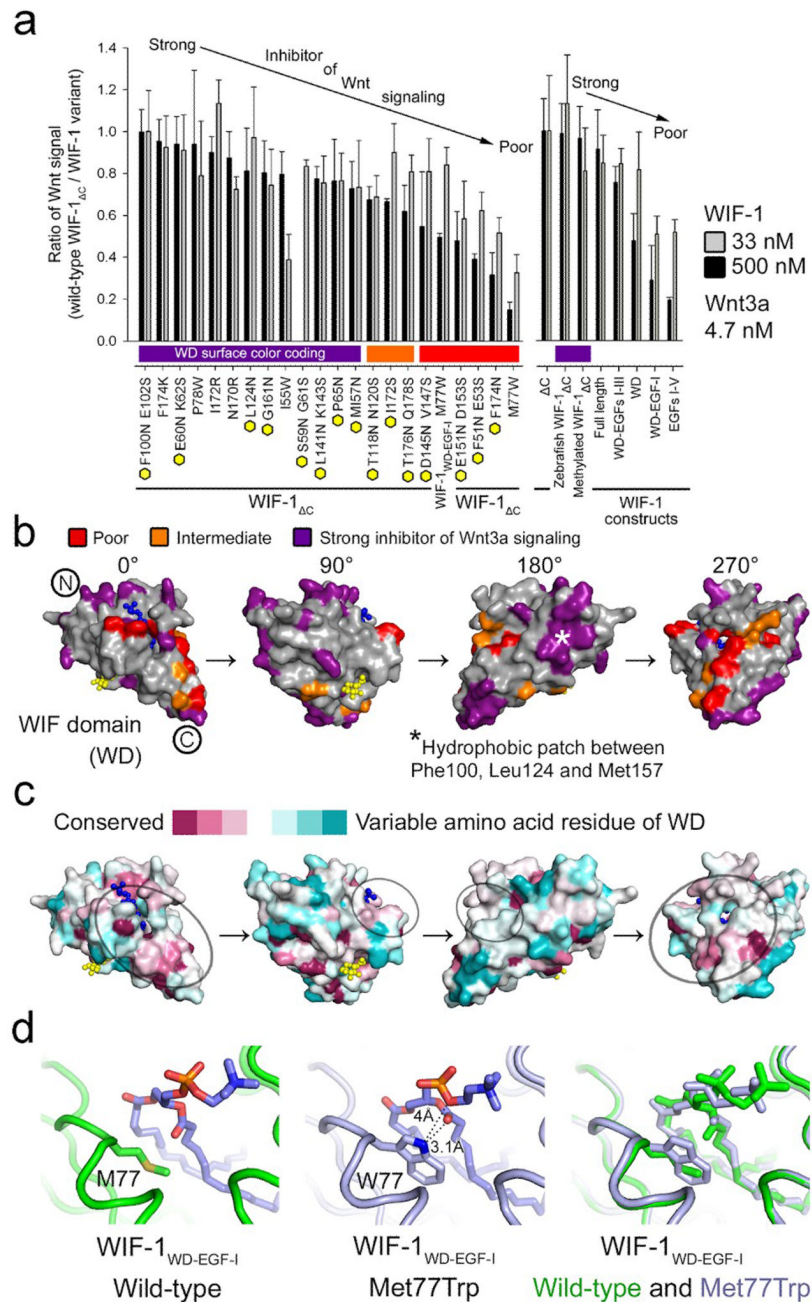 a
Strong
Inhibitor
of
Wnt
signaling
Poor
Strong
Poor
Ratio of Wnt signal
(wild-type WIF-1ΔC / WIF-1 variant)
1.4
1.2
1.0
0.8
0.6
0.4
0.2
0.0
WIF-1
33 nM
500 nM
Wnt3a
4.7 nM
WD surface color coding
F100N E102S
F174K
E60N K62S
P78W
I172R
N170R
L124N
G161N
I55W
S59N G61S
L141N K143S
P65N
MI57N
T118N N120S
I172S
T176N Q178S
D145N V147S
M77W
WIF-1WD-EGF-I
E151N D153S
F51N E53S
F174N
M77W
ΔC
Zebrafish WIF-1 ΔC
Methylated WIF-1 ΔC
Full length
WD-EGFs I-III
WD
WD-EGF-I
EGFs I-V
WIF-1ΔC
WIF-1ΔC
WIF-1
constructs
b
Poor
Intermediate
Strong inhibitor of Wnt3a signaling
0°
90°
180°
270°
N
*
WIF domain
(WD)
C
*Hydrophobic patch between
Phe100, Leu124 and Met157
c
Conserved
Variable amino acid residue of WD
d
M77
4Å
3.1Å
W77
WIF-1WD-EGF-I
Wild-type
WIF-1WD-EGF-I
Met77Trp
WIF-1WD-EGF-I
Wild-type and Met77Trp